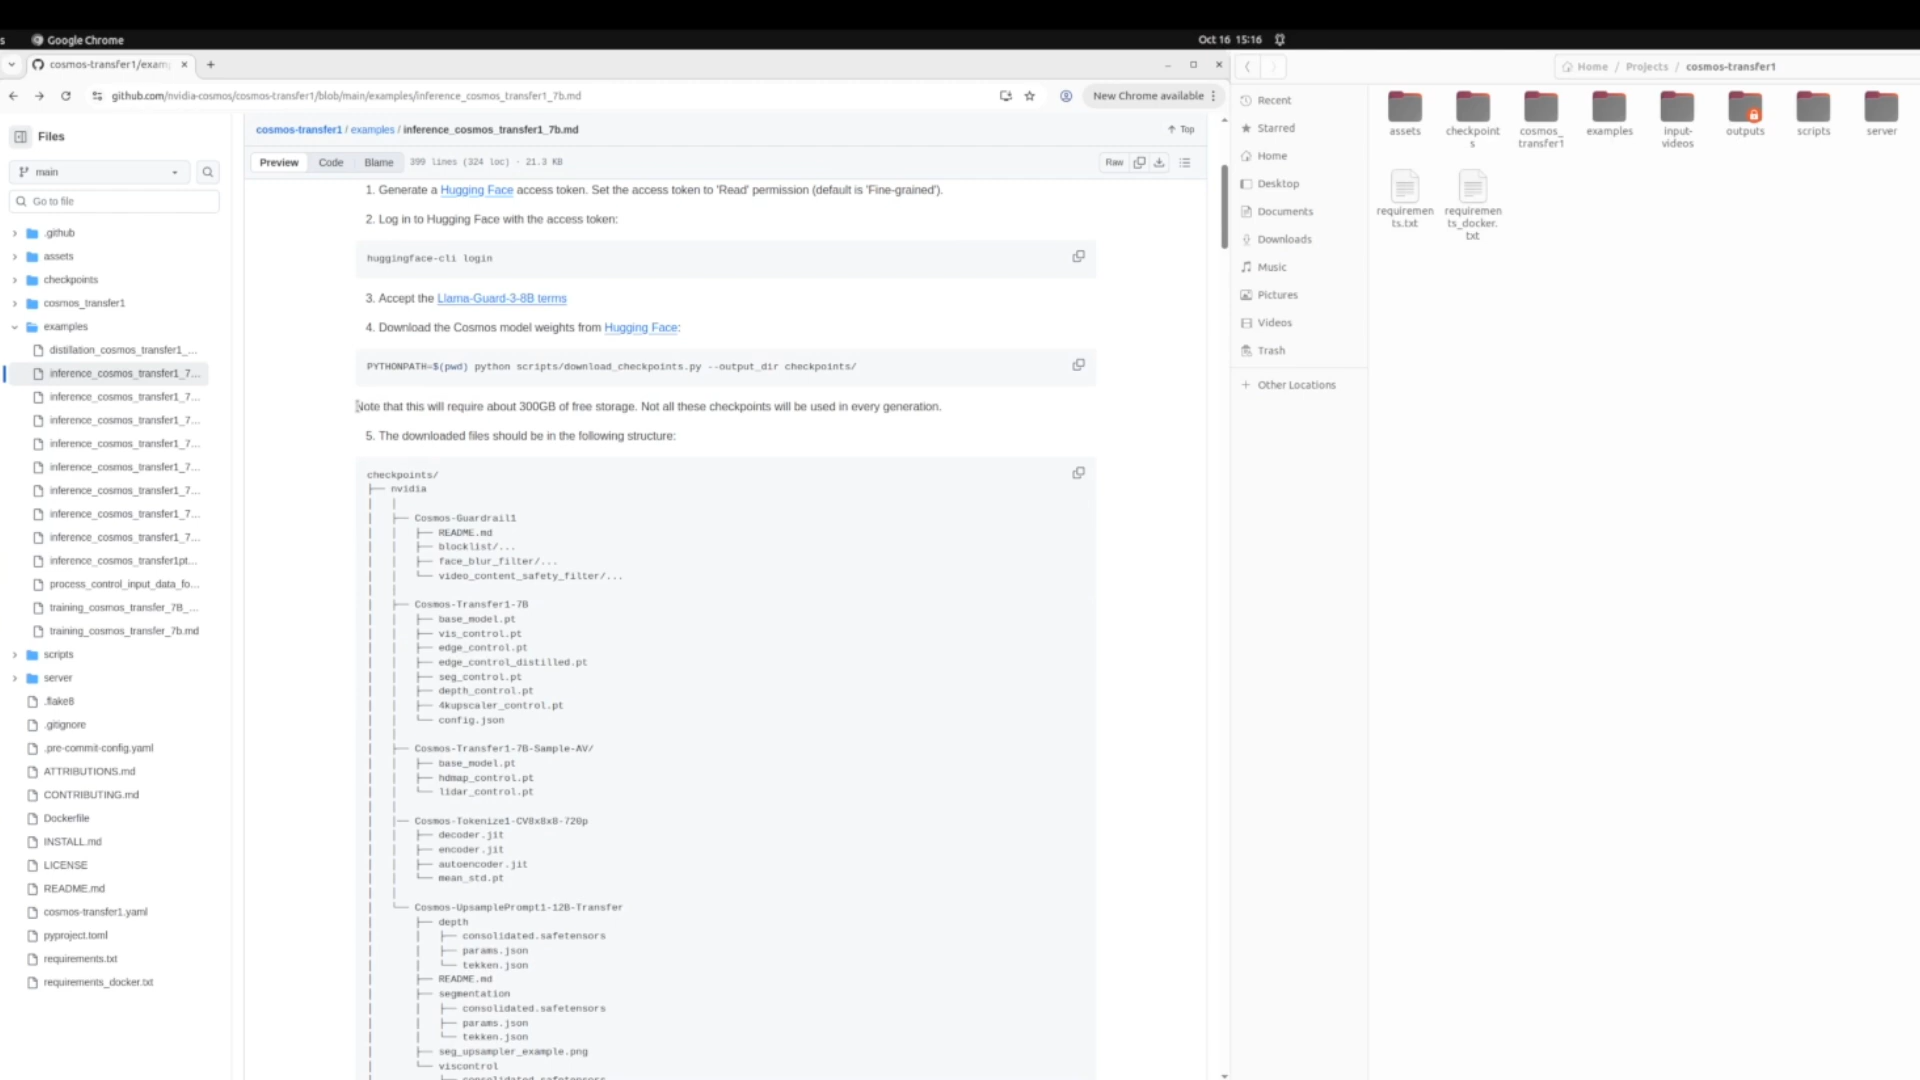 s Google Chrome
Oct 16 15:16
cosmos-transfer1/examp
github.com/nvidia-cosmos/cosmos-transfer1/blob/main/examples/inference_cosmos_transfer1_7b.md
New Chrome available
Files
main
Go to file
.github
assets
checkpoints
cosmos_transfer1
examples
distillation_cosmos_transfer1_...
inference_cosmos_transfer1_7...
inference_cosmos_transfer1_7...
inference_cosmos_transfer1_7...
inference_cosmos_transfer1_7...
inference_cosmos_transfer1_7...
inference_cosmos_transfer1_7...
inference_cosmos_transfer1_7...
inference_cosmos_transfer1_7...
inference_cosmos_transfer1pt...
process_control_input_data_fo...
training_cosmos_transfer_7B_...
training_cosmos_transfer_7b.md
scripts
server
.flake8
.gitignore
.pre-commit-config.yaml
ATTRIBUTIONS.md
CONTRIBUTING.md
Dockerfile
INSTALL.md
LICENSE
README.md
cosmos-transfer1.yaml
pyproject.toml
requirements.txt
requirements_docker.txt
cosmos-transfer1 / examples / inference_cosmos_transfer1_7b.md
Top
Preview Code Blame 399 lines (324 loc) · 21.3 KB
Raw
1. Generate a Hugging Face access token. Set the access token to 'Read' permission (default is 'Fine-grained').
2. Log in to Hugging Face with the access token:
huggingface-cli login
3. Accept the Llama-Guard-3-8B terms
4. Download the Cosmos model weights from Hugging Face:
PYTHONPATH=$(pwd) python scripts/download_checkpoints.py --output_dir checkpoints/
Note that this will require about 300GB of free storage. Not all these checkpoints will be used in every generation.
5. The downloaded files should be in the following structure:
checkpoints/
├── nvidia
│   │
│   ├── Cosmos-Guardrail1
│   │   ├── README.md
│   │   ├── blocklist/...
│   │   ├── face_blur_filter/...
│   │   └── video_content_safety_filter/...
│   │
│   ├── Cosmos-Transfer1-7B
│   │   ├── base_model.pt
│   │   ├── vis_control.pt
│   │   ├── edge_control.pt
│   │   ├── edge_control_distilled.pt
│   │   ├── seg_control.pt
│   │   ├── depth_control.pt
│   │   ├── 4kupscaler_control.pt
│   │   └── config.json
│   │
│   ├── Cosmos-Transfer1-7B-Sample-AV/
│   │   ├── base_model.pt
│   │   ├── hdmap_control.pt
│   │   └── lidar_control.pt
│   │
│   │── Cosmos-Tokenize1-CV8x8x8-720p
│   │   ├── decoder.jit
│   │   ├── encoder.jit
│   │   ├── autoencoder.jit
│   │   └── mean_std.pt
│   │
│   └── Cosmos-UpsamplePrompt1-12B-Transfer
│       ├── depth
│       │   ├── consolidated.safetensors
│       │   ├── params.json
│       │   └── tekken.json
│       ├── README.md
│       ├── segmentation
│       │   ├── consolidated.safetensors
│       │   ├── params.json
│       │   └── tekken.json
│       ├── seg_upsampler_example.png
│       └── viscontrol
│           ├── consolidated.safetensors
Home / Projects / cosmos-transfer1
Recent
Starred
Home
Desktop
Documents
Downloads
Music
Pictures
Videos
Trash
Other Locations
assets
checkpoint
s
cosmos_
transfer1
examples
input-
videos
outputs
scripts
server
requiremen
ts.txt
requiremen
ts_docker.
txt